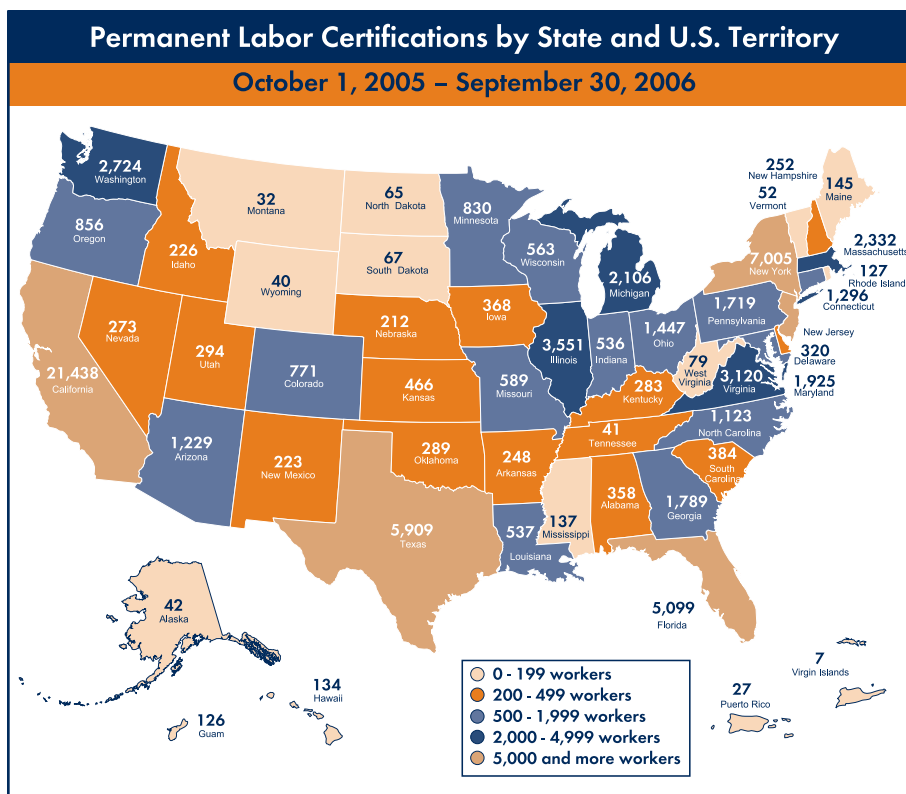 Permanent Labor Certifications by State and U.S. Territory
October 1, 2005 – September 30, 2006
2,724
Washington
856
Oregon
226
Idaho
32
Montana
65
North Dakota
67
South Dakota
40
Wyoming
830
Minnesota
563
Wisconsin
2,106
Michigan
252
New Hampshire
52
Vermont
145
Maine
2,332
Massachusetts
127
Rhode Island
1,296
Connecticut
7,005
New York
1,719
Pennsylvania
New Jersey
320
Delaware
1,925
Maryland
273
Nevada
294
Utah
771
Colorado
212
Nebraska
368
Iowa
3,551
Illinois
536
Indiana
1,447
Ohio
79
West
Virginia
3,120
Virginia
21,438
California
466
Kansas
589
Missouri
283
Kentucky
1,123
North Carolina
1,229
Arizona
223
New Mexico
289
Oklahoma
248
Arkansas
41
Tennessee
384
South
Carolina
5,909
Texas
537
Louisiana
137
Mississippi
358
Alabama
1,789
Georgia
5,099
Florida
42
Alaska
134
Hawaii
126
Guam
27
Puerto Rico
7
Virgin Islands
0 - 199 workers
200 - 499 workers
500 - 1,999 workers
2,000 - 4,999 workers
5,000 and more workers